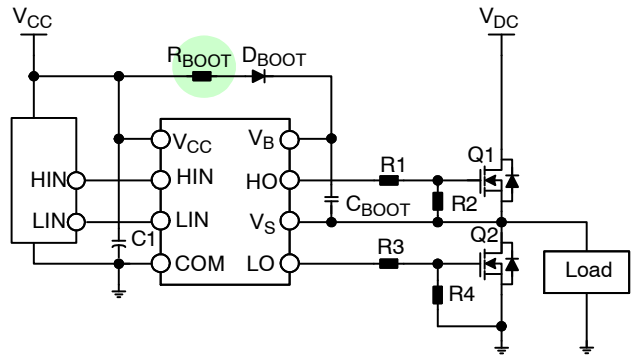 VCC
VDC
RBOOT DBOOT
VCC
VB
Q1
HIN
HIN
HO
R1
R2
LIN
LIN
VS
CBOOT
C1
Q2
R3
COM
LO
Load
R4